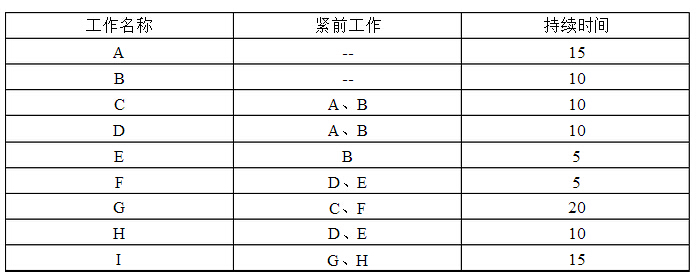 工作名称 紧前工作 持续时间
A -- 15
B -- 10
C A、B 10
D A、B 10
E B 5
F D、E 5
G C、F 20
H D、E 10
I G、H 15